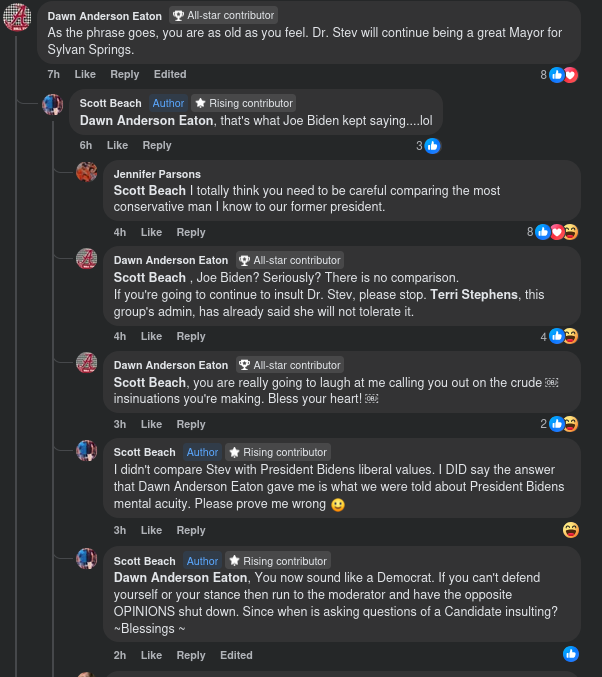 Dawn Anderson Eaton All-star contributor
As the phrase goes, you are as old as you feel. Dr. Stev will continue being a great Mayor for
Sylvan Springs.
7h Like Reply Edited 8
Scott Beach Author Rising contributor
Dawn Anderson Eaton, that's what Joe Biden kept saying....lol
6h Like Reply 3
Jennifer Parsons
Scott Beach I totally think you need to be careful comparing the most
conservative man I know to our former president.
4h Like Reply 8
Dawn Anderson Eaton All-star contributor
Scott Beach , Joe Biden? Seriously? There is no comparison.
If you're going to continue to insult Dr. Stev, please stop. Terri Stephens, this
group's admin, has already said she will not tolerate it.
4h Like Reply 4
Dawn Anderson Eaton All-star contributor
Scott Beach, you are really going to laugh at me calling you out on the crude OBJ
insinuations you're making. Bless your heart! OBJ
3h Like Reply 2
Scott Beach Author Rising contributor
I didn't compare Stev with President Bidens liberal values. I DID say the answer
that Dawn Anderson Eaton gave me is what we were told about President Bidens
mental acuity. Please prove me wrong 😃
3h Like Reply
Scott Beach Author Rising contributor
Dawn Anderson Eaton, You now sound like a Democrat. If you can't defend
yourself or your stance then run to the moderator and have the opposite
OPINIONS shut down. Since when is asking questions of a Candidate insulting?
~Blessings ~
2h Like Reply Edited